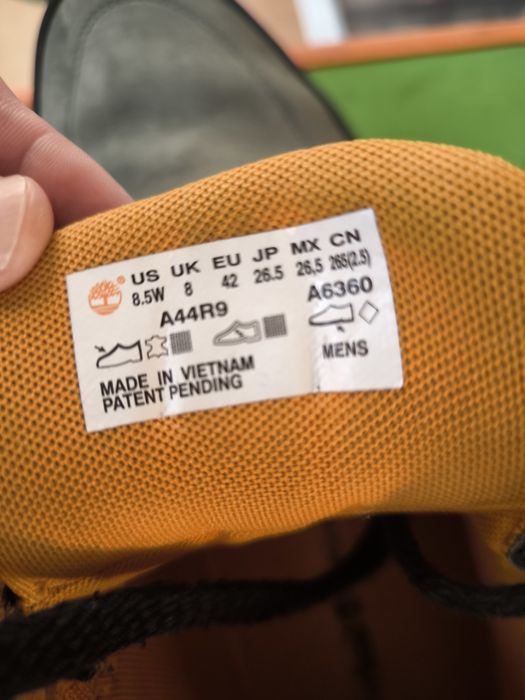 US UK EU JP MX CN
8.5W 8 42 26.5 26,5 265(2.5)
A44R9 A6360
MENS
MADE IN VIETNAM
PATENT PENDING